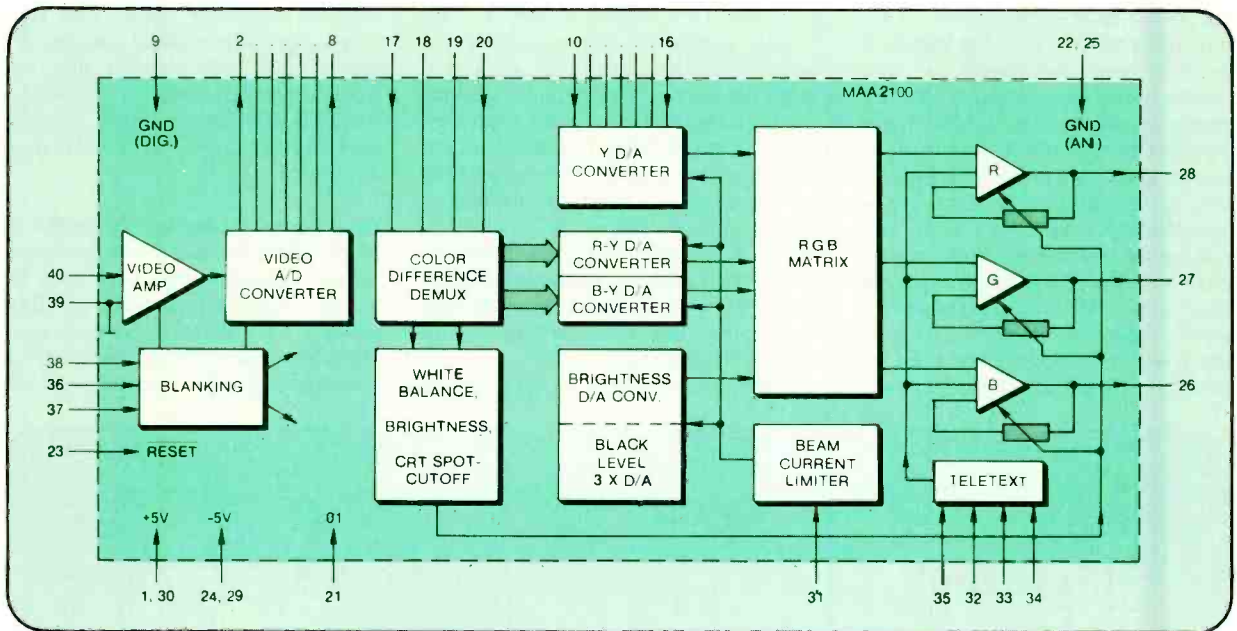 9 2 8 17 18 19 20 10 16 22, 25
MAA2100
GND
(DIG.)
GND
(ANI)
Y D/A
CONVERTER
R
28
VIDEO
AMP
VIDEO
A/D
CONVERTER
COLOR
DIFFERENCE
DEMUX
R-Y D/A
CONVERTER
B-Y D/A
CONVERTER
RGB
MATRIX
40
39
G
27
38
36
37
BLANKING
WHITE
BALANCE,
BRIGHTNESS,
CRT SPOT-
CUTOFF
BRIGHTNESS
D/A CONV.
BLACK
LEVEL
3 X D/A
B
26
23
RESET
BEAM
CURRENT
LIMITER
TELETEXT
+5V -5V 01
1, 30 24, 29 21 31 35 32 33 34